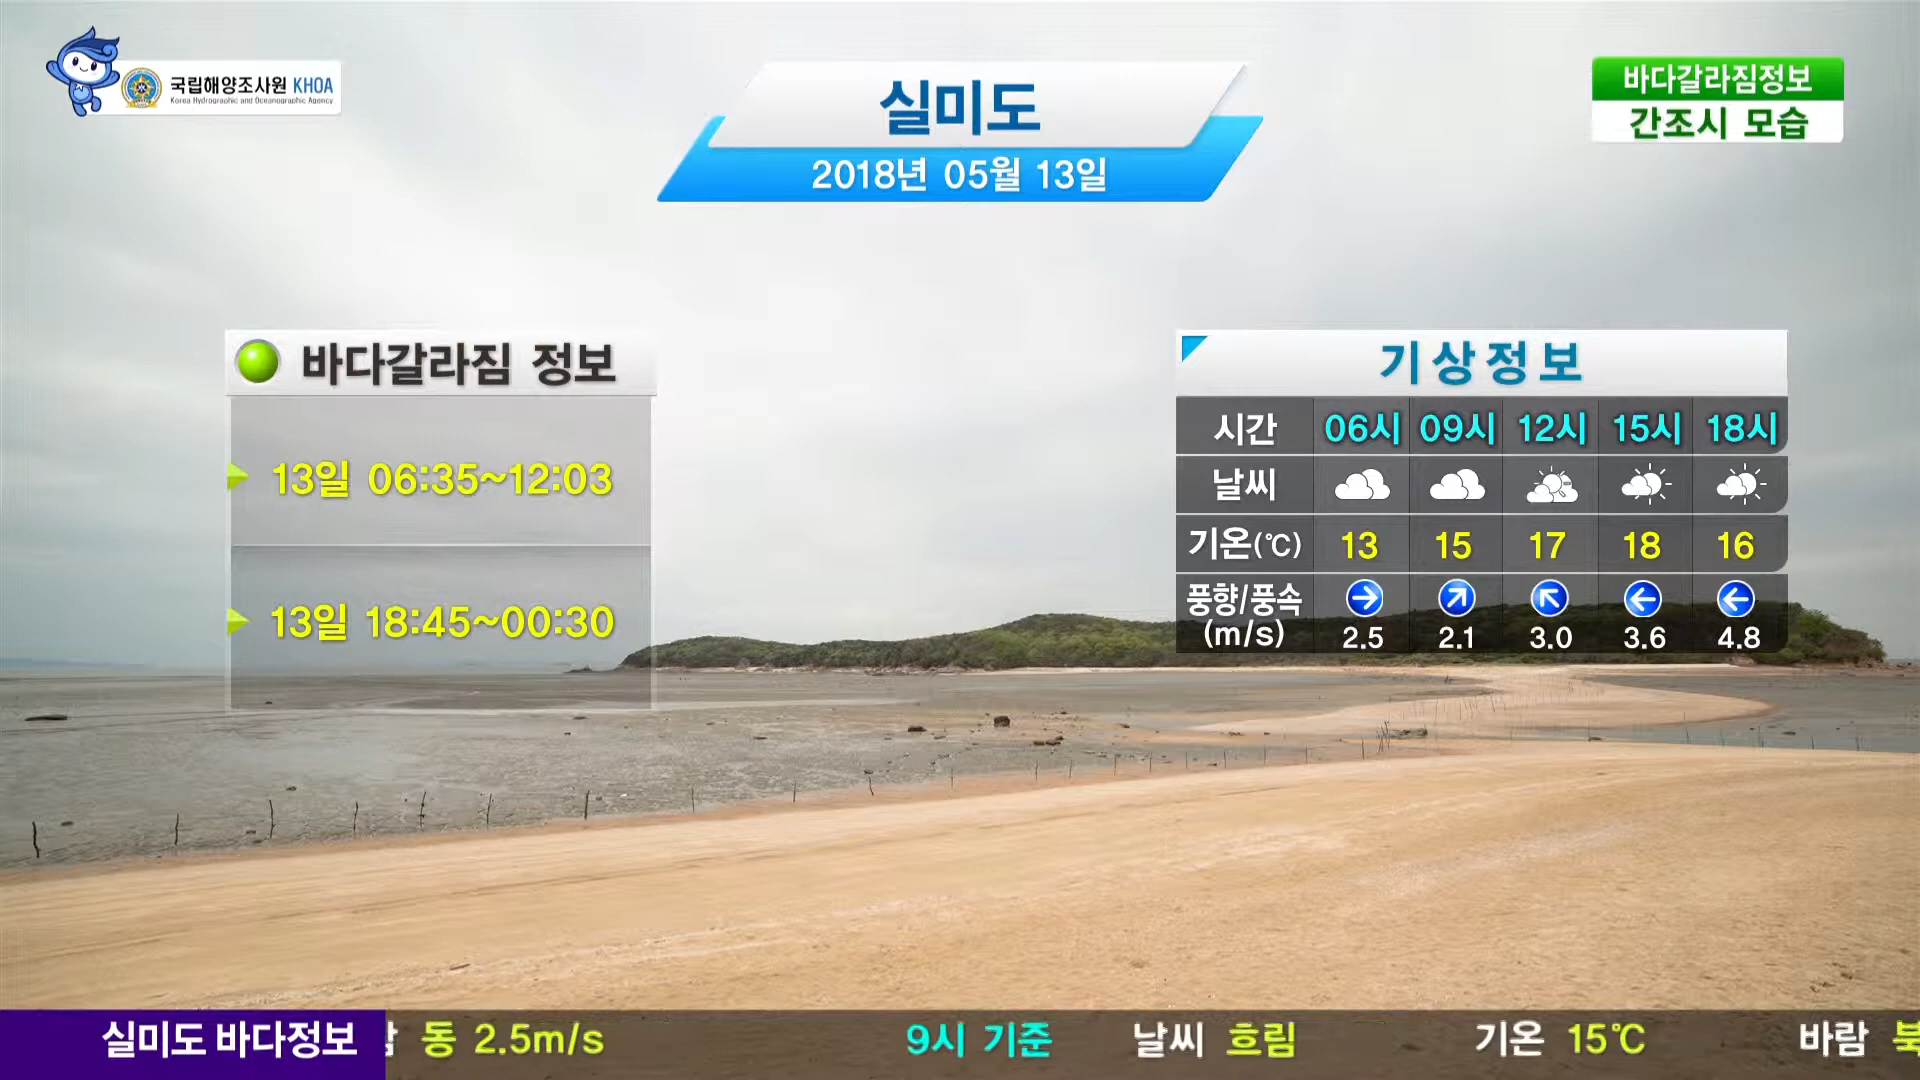 국립해양조사원 KHOA
Korea Hydrographic and Oceanographic Agency
실미도
2018년 05월 13일
바다갈라짐정보
간조시 모습
바다갈라짐 정보
13일 06:35~12:03
13일 18:45~00:30
기상정보
시간 06시 09시 12시 15시 18시
날씨
기온(℃) 13 15 17 18 16
풍향/풍속
(m/s) 2.5 2.1 3.0 3.6 4.8
실미도 바다정보 동 2.5m/s 9시 기준 날씨 흐림 기온 15℃ 바람